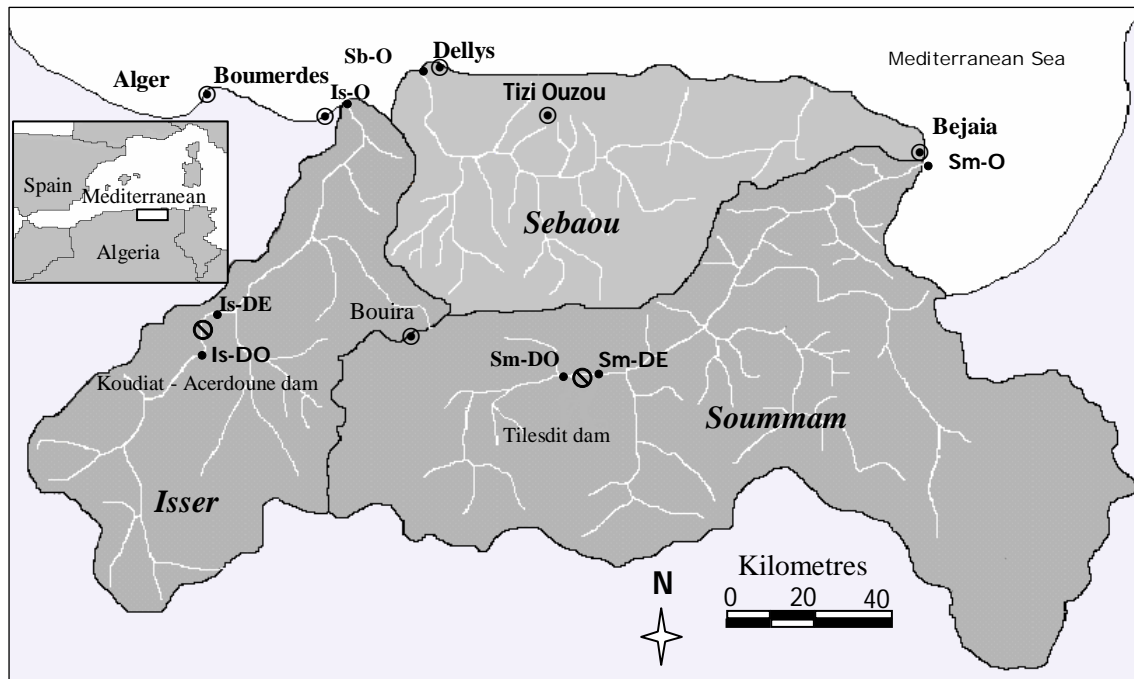 Mediterranean Sea
Sb-O
Dellys
Alger
Boumerdes
Is-O
Tizi Ouzou
Bejaia
Sm-O
Spain
Méditerranean
Algeria
Sebaou
Is-DE
Bouira
Is-DO
Koudiat - Acerdoune dam
Sm-DO
Sm-DE
Tilesdit dam
Soummam
Isser
Kilometres
N
0 20 40